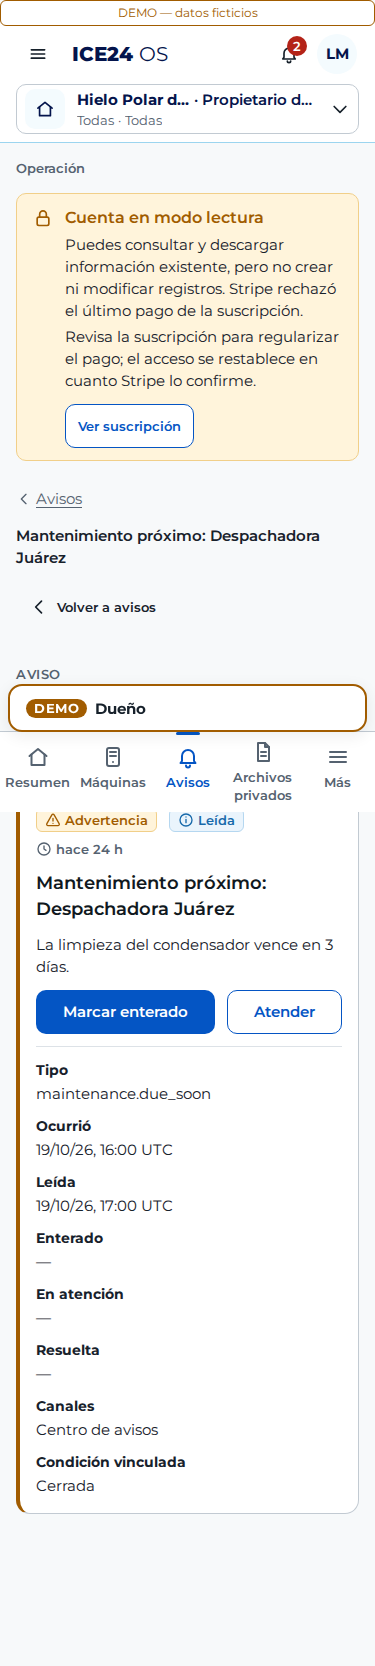 DEMO — datos ficticios
ICE24 OS
2
LM
Hielo Polar d... · Propietario d...
Todas · Todas
Operación
Cuenta en modo lectura
Puedes consultar y descargar
información existente, pero no crear
ni modificar registros. Stripe rechazó
el último pago de la suscripción.
Revisa la suscripción para regularizar
el pago; el acceso se restablece en
cuanto Stripe lo confirme.
Ver suscripción
Avisos
Mantenimiento próximo: Despachadora
Juárez
Volver a avisos
AVISO
DEMO Dueño
Resumen
Máquinas
Avisos
Archivos
privados
Más
Advertencia
Leída
hace 24 h
Mantenimiento próximo:
Despachadora Juárez
La limpieza del condensador vence en 3
días.
Marcar enterado
Atender
Tipo
maintenance.due_soon
Ocurrió
19/10/26, 16:00 UTC
Leída
19/10/26, 17:00 UTC
Enterado
—
En atención
—
Resuelta
—
Canales
Centro de avisos
Condición vinculada
Cerrada